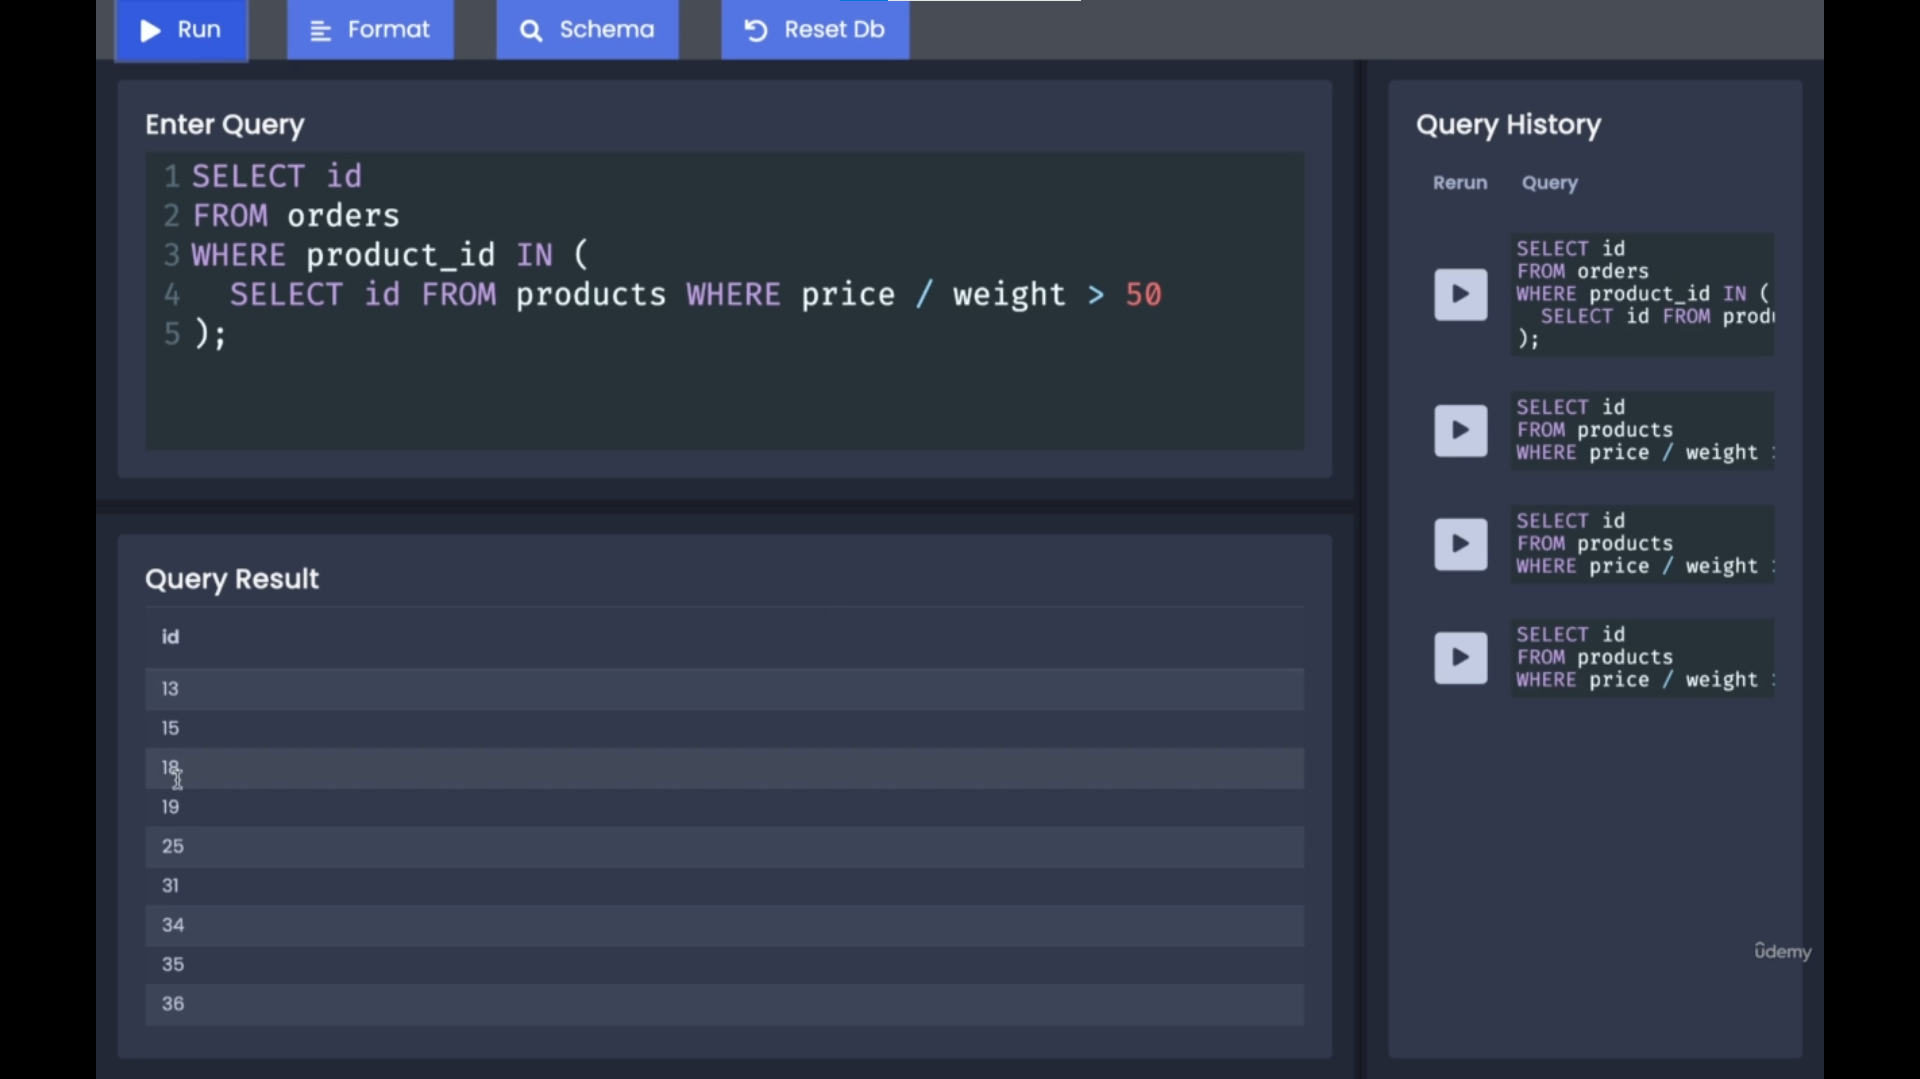 Run
Format
Schema
Reset Db
Enter Query
1 SELECT id
2 FROM orders
3 WHERE product_id IN (
4   SELECT id FROM products WHERE price / weight > 50
5 );
Query Result
id
13
15
18
19
25
31
34
35
36
Query History
Rerun Query
SELECT id
FROM orders
WHERE product_id IN (
  SELECT id FROM
);
SELECT id
FROM products
WHERE price / weight
SELECT id
FROM products
WHERE price / weight
SELECT id
FROM products
WHERE price / weight
ûdemy